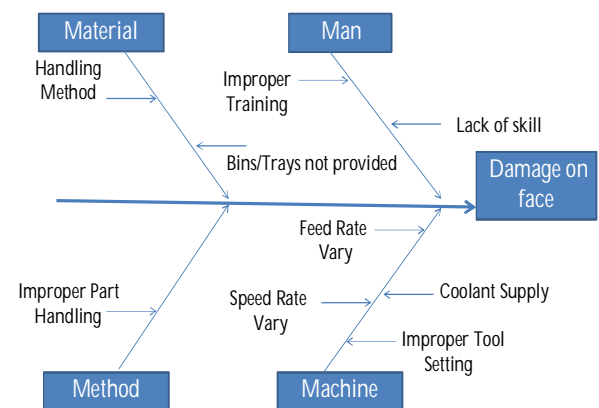 Material
Man
Handling
Method
Improper
Training
Lack of skill
Bins/Trays not provided
Damage on
face
Feed Rate
Vary
Improper Part
Handling
Speed Rate
Vary
Coolant Supply
Improper Tool
Setting
Method
Machine